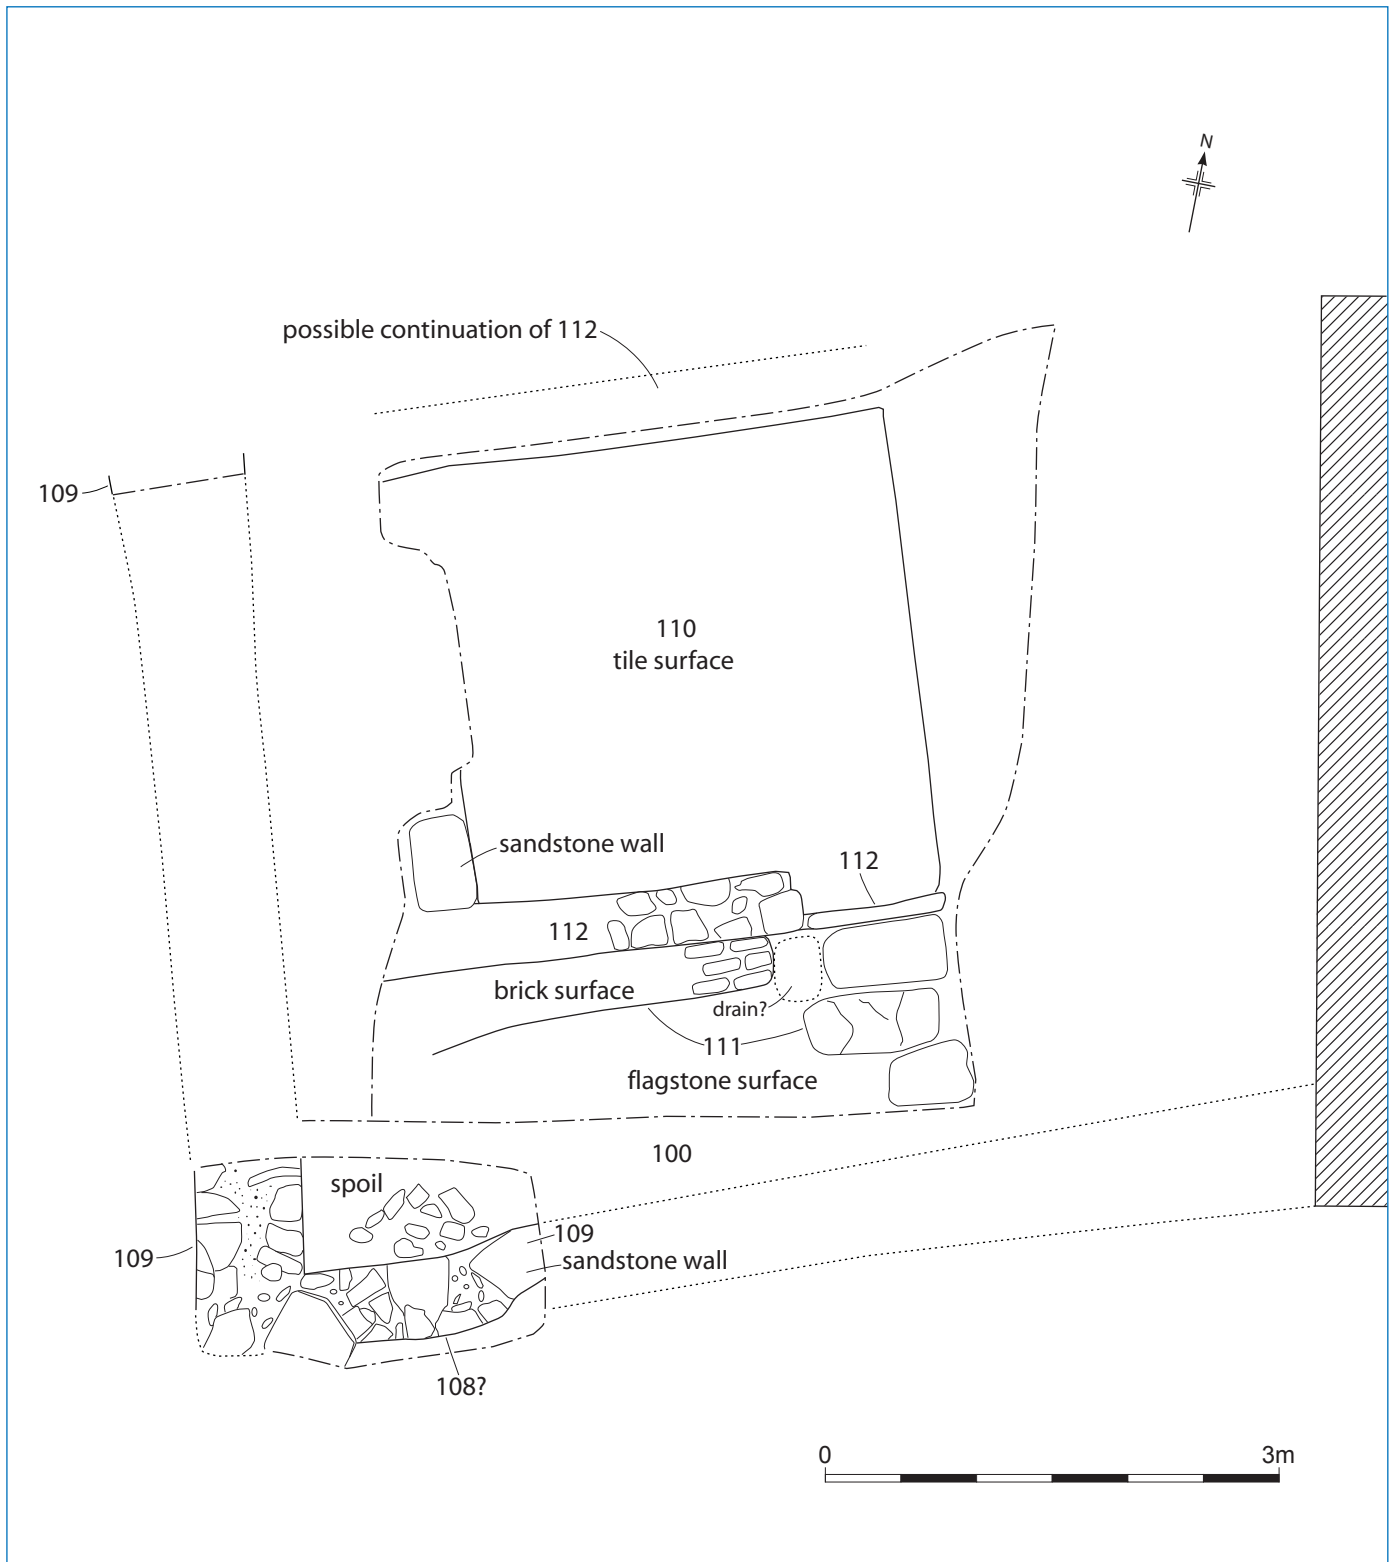 N
possible continuation of 112
109
110
tile surface
sandstone wall
112
112
brick surface
drain?
111
flagstone surface
100
spoil
109
109
sandstone wall
108?
0 3m